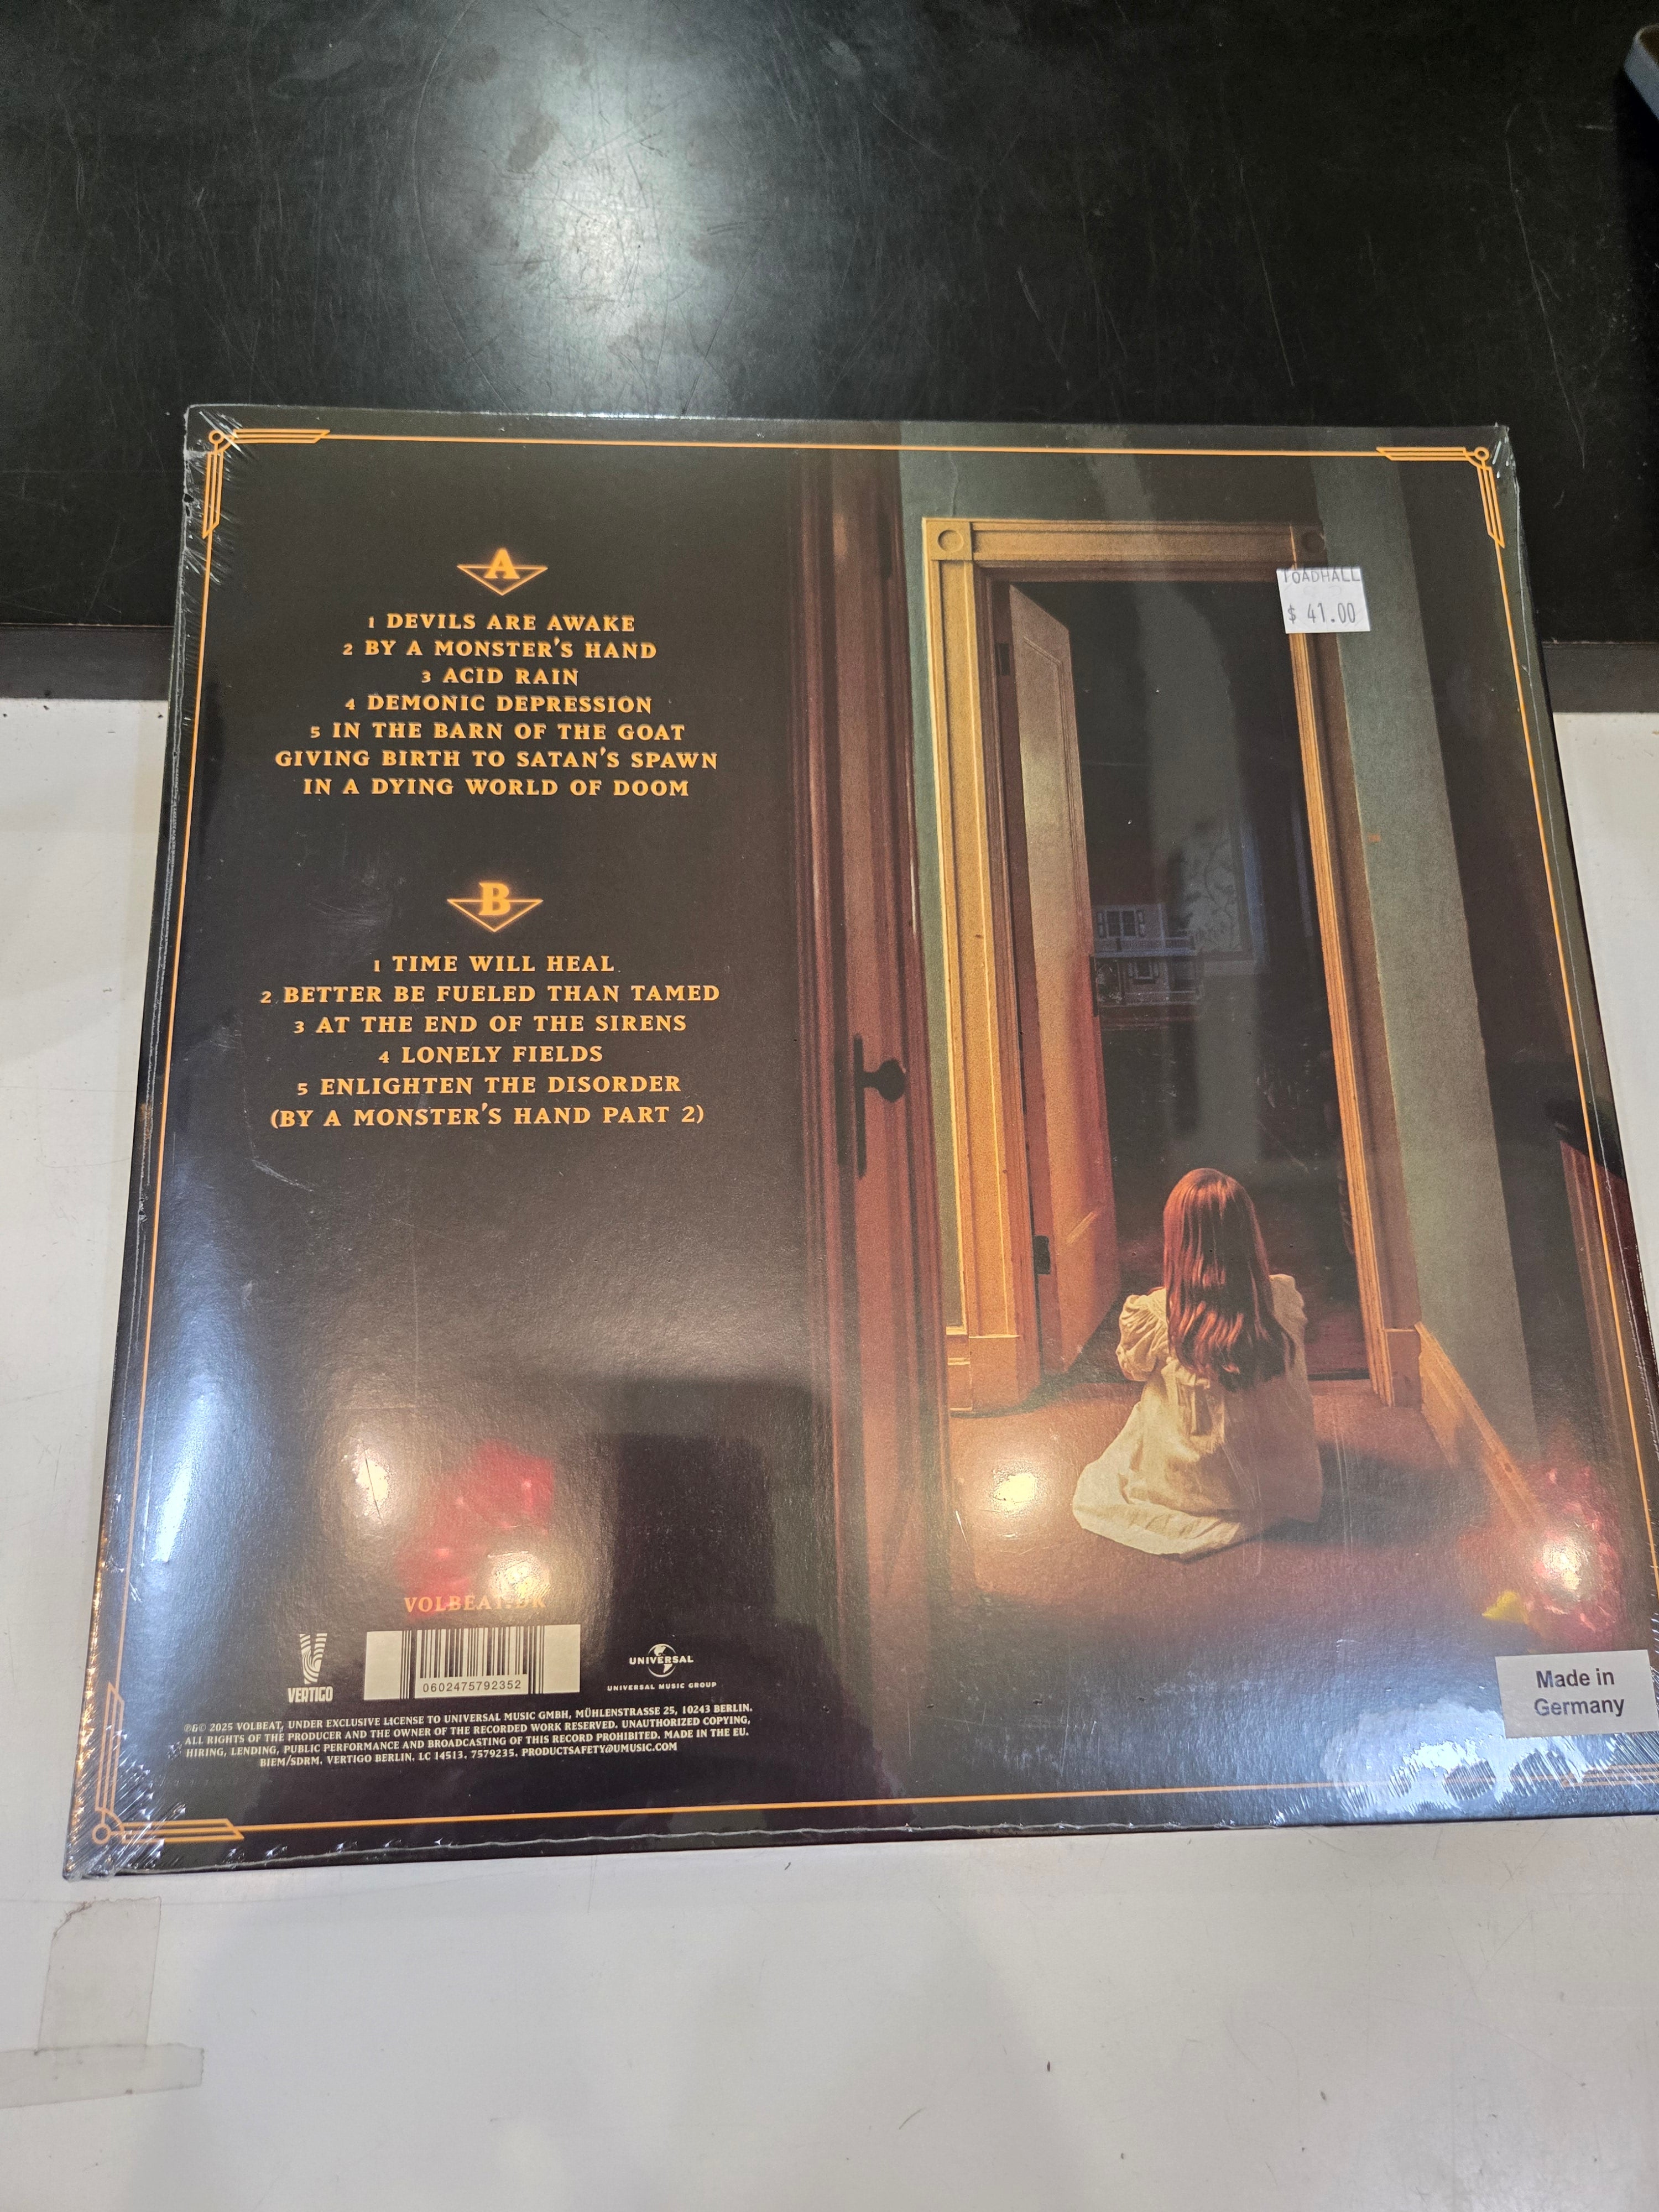 A
1 DEVILS ARE AWAKE
2 BY A MONSTER'S HAND
3 ACID RAIN
4 DEMONIC DEPRESSION
5 IN THE BARN OF THE GOAT
GIVING BIRTH TO SATAN'S SPAWN
IN A DYING WORLD OF DOOM
B
1 TIME WILL HEAL
2 BETTER BE FUELED THAN TAMED
3 AT THE END OF THE SIRENS
4 LONELY FIELDS
5 ENLIGHTEN THE DISORDER
(BY A MONSTER'S HAND PART 2)
TOADHALL
$ 41.00
VOLBEAT.DK
VERTIGO
0602475792352
UNIVERSAL
UNIVERSAL MUSIC GROUP
℗&© 2025 VOLBEAT, UNDER EXCLUSIVE LICENSE TO UNIVERSAL MUSIC GMBH, MÜHLENSTRASSE 25, 10243 BERLIN.
ALL RIGHTS OF THE PRODUCER AND THE OWNER OF THE RECORDED WORK RESERVED. UNAUTHORIZED COPYING,
HIRING, LENDING, PUBLIC PERFORMANCE AND BROADCASTING OF THIS RECORD PROHIBITED. MADE IN THE EU.
BIEM/SDRM. VERTIGO BERLIN. LC 14513. 7579235. PRODUCTSAFETY@UMUSIC.COM
Made in
Germany